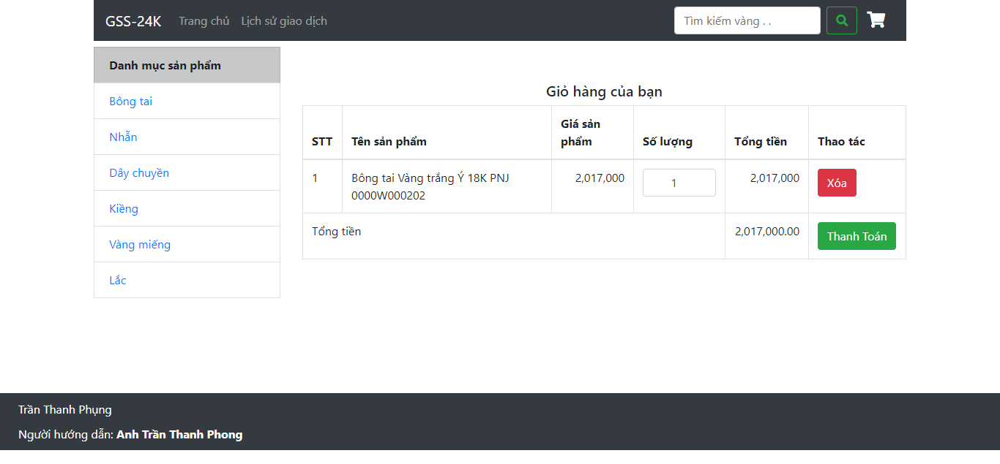 GSS-24K Trang chủ Lịch sử giao dịch Tìm kiếm vàng . .
Danh mục sản phẩm
Bông tai
Nhẫn
Dây chuyền
Kiềng
Vàng miếng
Lắc
Giỏ hàng của bạn
STT Tên sản phẩm Giá sản phẩm Số lượng Tổng tiền Thao tác
1 Bông tai Vàng trắng Ý 18K PNJ 2,017,000 1 2,017,000 Xóa
0000W000202
Tổng tiền 2,017,000.00 Thanh Toán
Trần Thanh Phụng
Người hướng dẫn: Anh Trần Thanh Phong